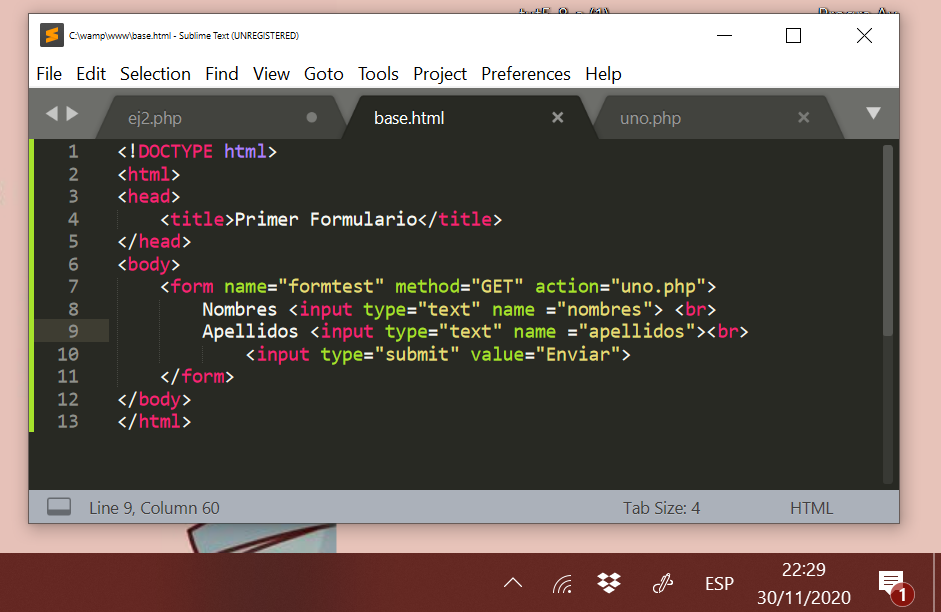 C:\wamp\www\base.html - Sublime Text (UNREGISTERED)
File Edit Selection Find View Goto Tools Project Preferences Help
ej2.php base.html uno.php
1 <!DOCTYPE html>
2 <html>
3 <head>
4 <title>Primer Formulario</title>
5 </head>
6 <body>
7 <form name="formtest" method="GET" action="uno.php">
8 Nombres <input type="text" name ="nombres"> <br>
9 Apellidos <input type="text" name ="apellidos"><br>
10 <input type="submit" value="Enviar">
11 </form>
12 </body>
13 </html>
Line 9, Column 60 Tab Size: 4 HTML
ESP 22:29 1
30/11/2020